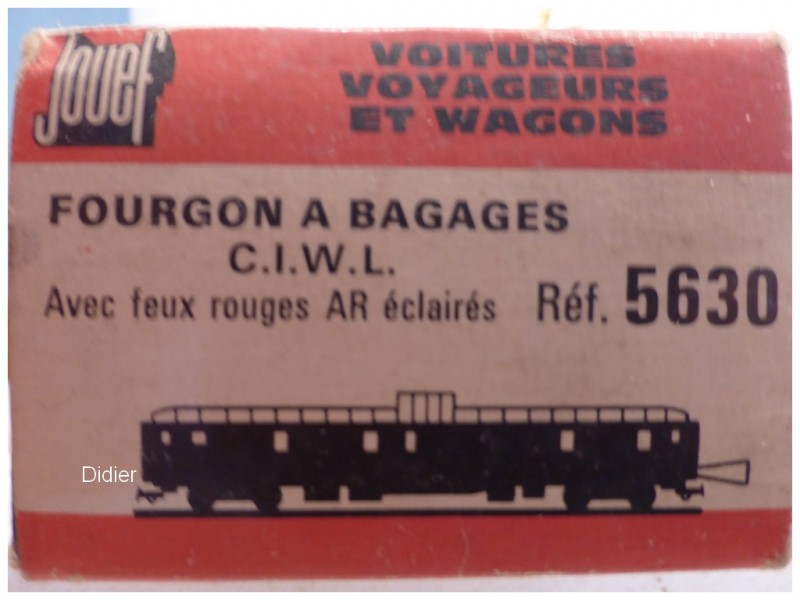 Jouef
VOITURES
VOYAGEURS
ET WAGONS
FOURGON A BAGAGES
C.I.W.L.
Avec feux rouges AR éclairés Réf. 5630
Didier